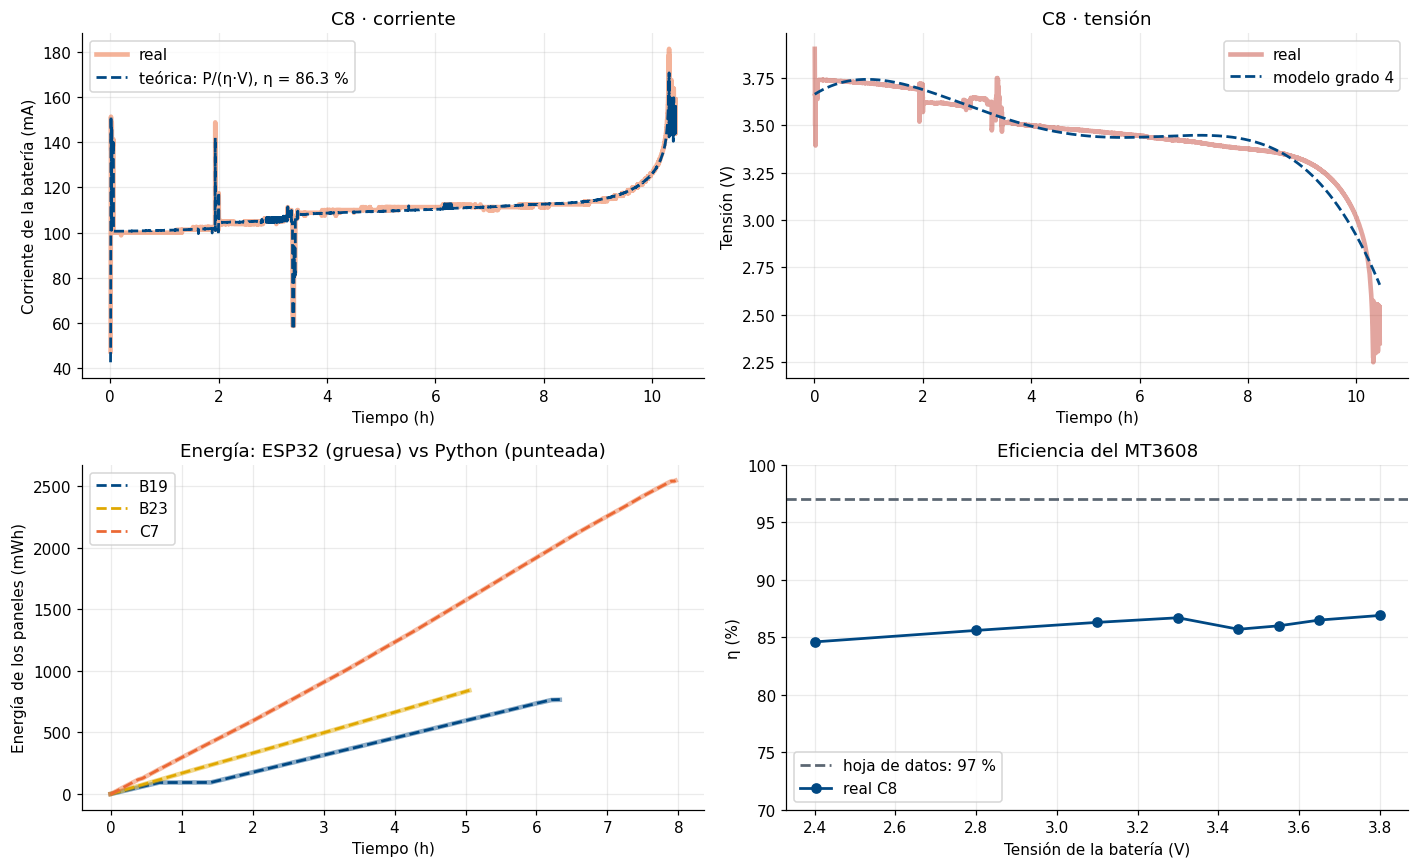 C8 · corriente
Corriente de la batería (mA)
180
160
140
120
100
80
60
40
real
teórica: P/(η·V), η = 86.3 %
0 2 4 6 8 10
Tiempo (h)
C8 · tensión
Tensión (V)
3.75
3.50
3.25
3.00
2.75
2.50
2.25
real
modelo grado 4
0 2 4 6 8 10
Tiempo (h)
Energía: ESP32 (gruesa) vs Python (punteada)
Energía de los paneles (mWh)
2500
2000
1500
1000
500
0
B19
B23
C7
0 1 2 3 4 5 6 7 8
Tiempo (h)
Eficiencia del MT3608
η (%)
100
95
90
85
80
75
70
hoja de datos: 97 %
real C8
2.4 2.6 2.8 3.0 3.2 3.4 3.6 3.8
Tensión de la batería (V)